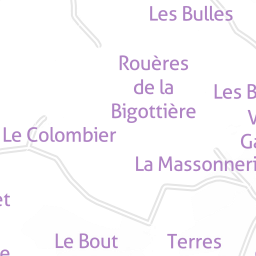 Les Bulles
Rouères
de la
Bigottière
Les B
V
Ga
Le Colombier
La Massonneri
et
Le Bout
Terres
e